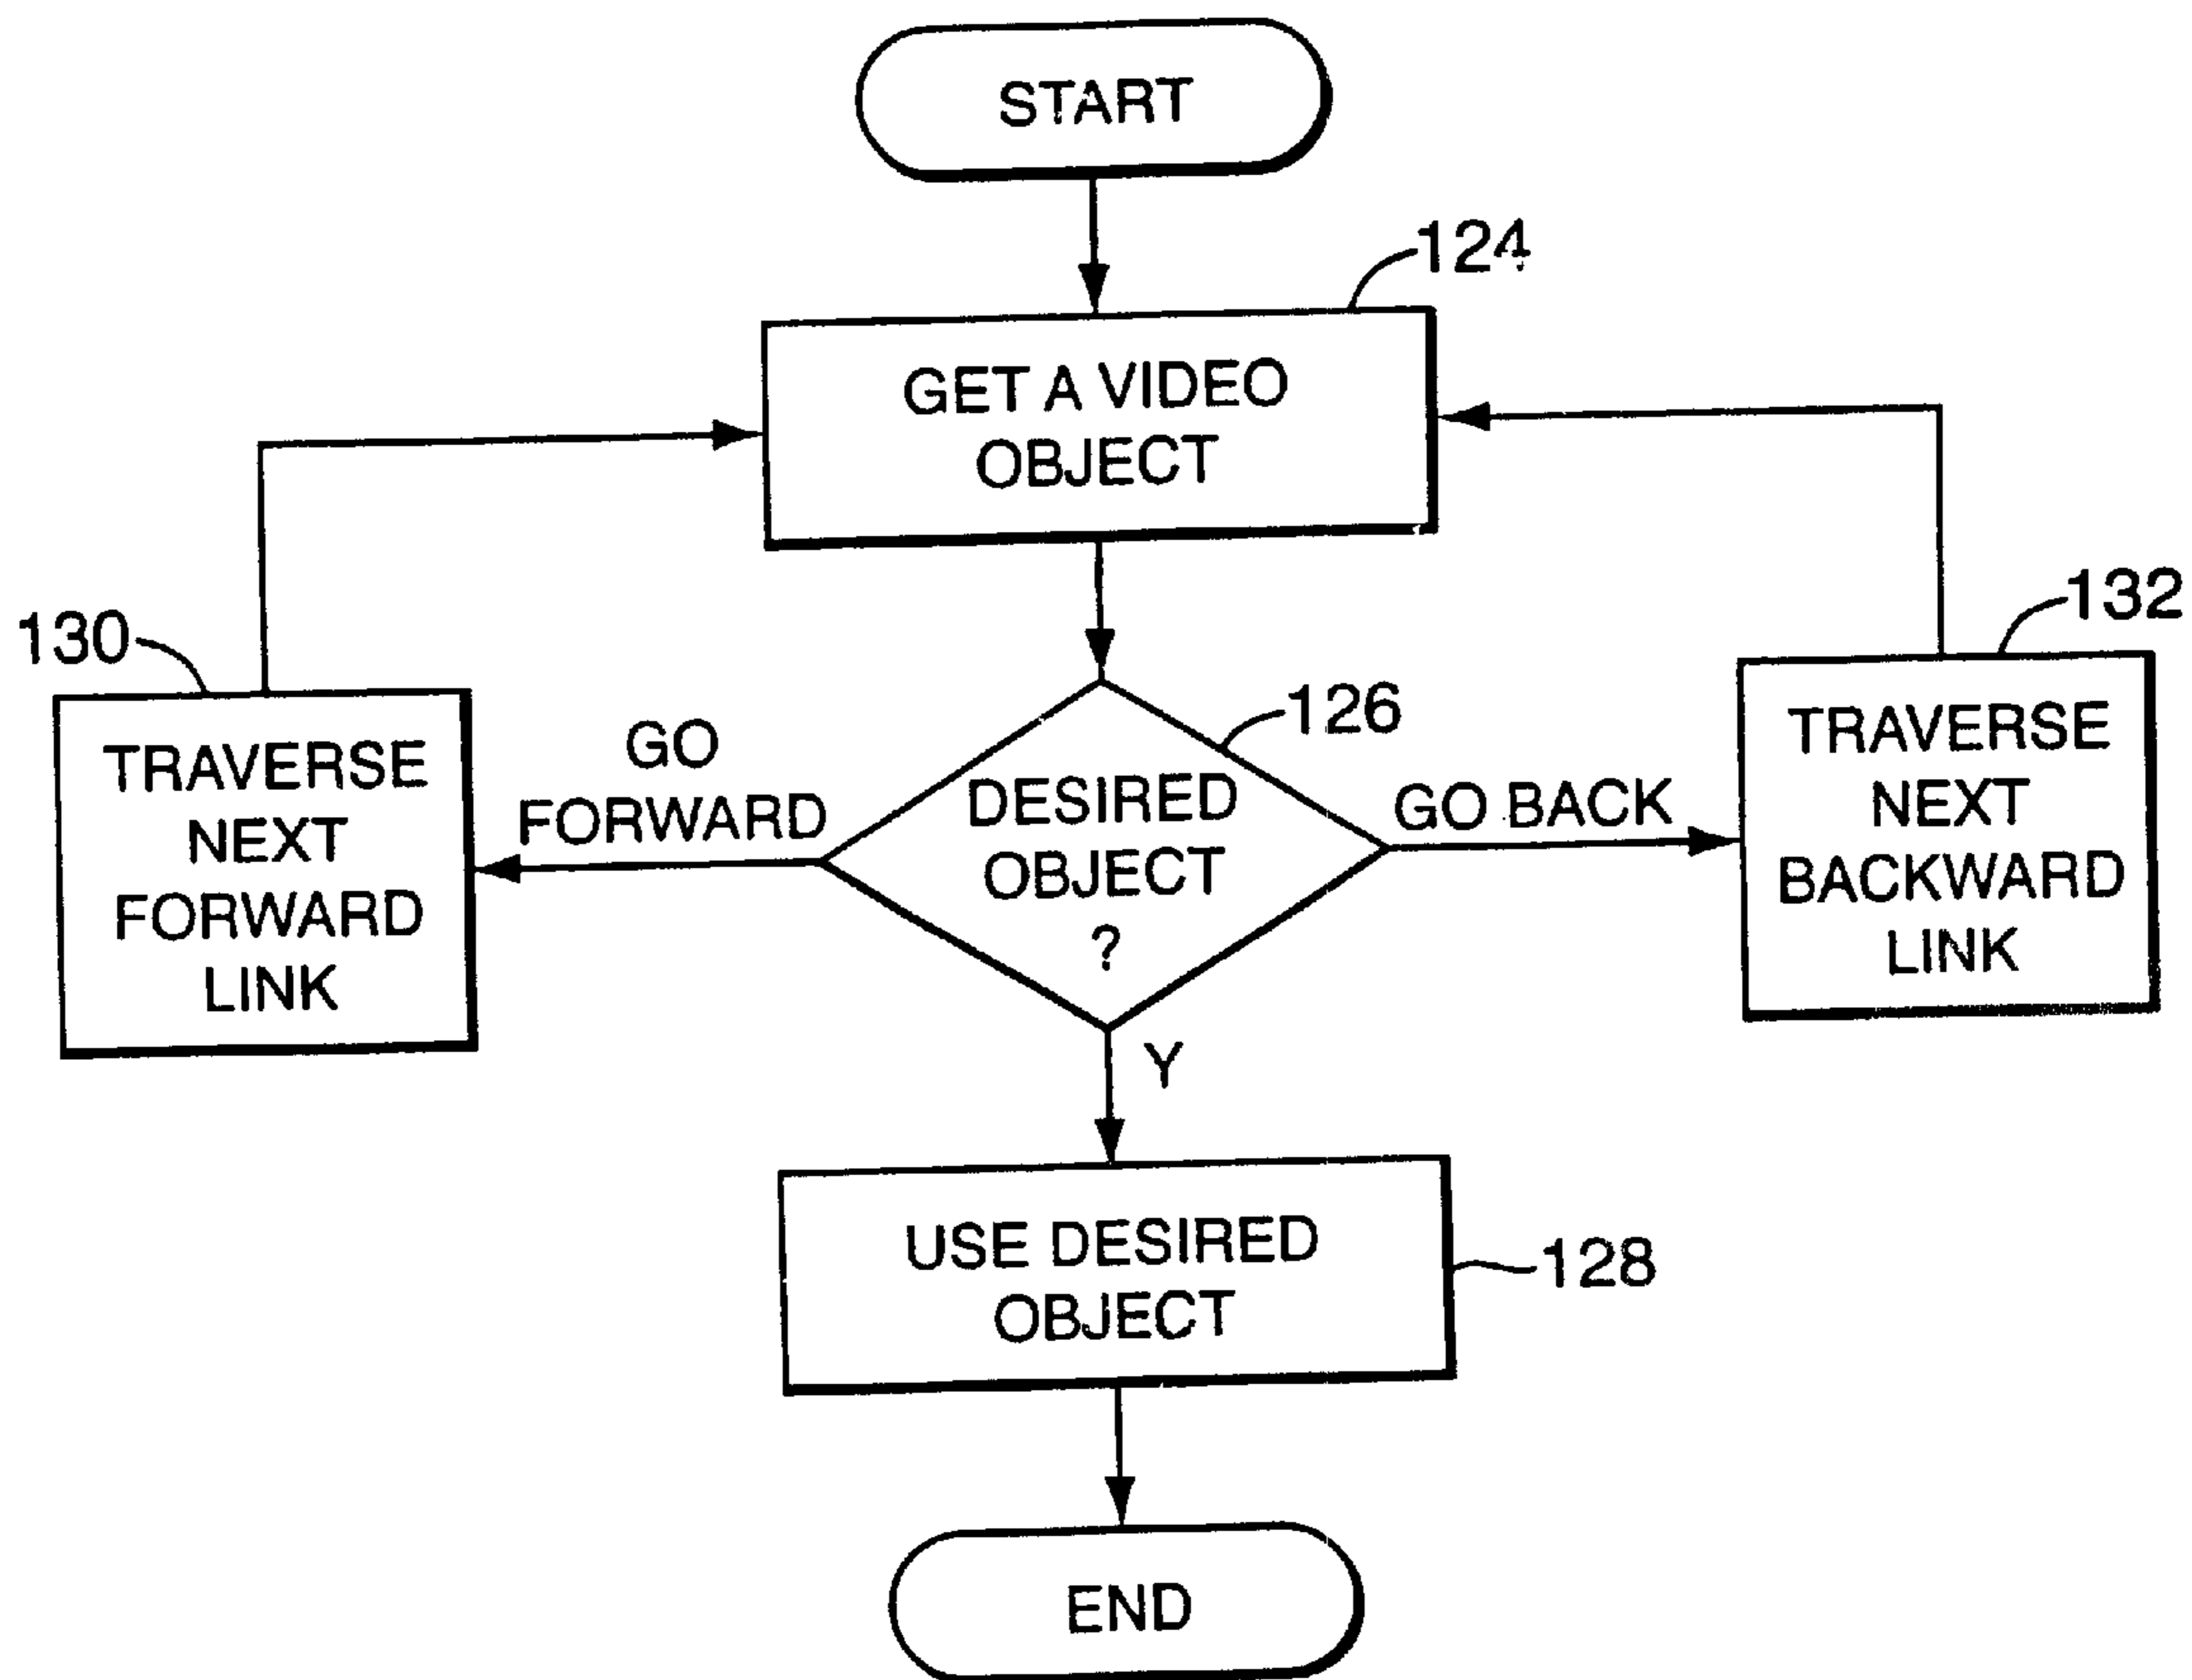 START
124
GET A VIDEO
OBJECT
130
132
126
GO
FORWARD
GO BACK
TRAVERSE
NEXT
FORWARD
LINK
DESIRED
OBJECT
?
TRAVERSE
NEXT
BACKWARD
LINK
Y
USE DESIRED
OBJECT
128
END